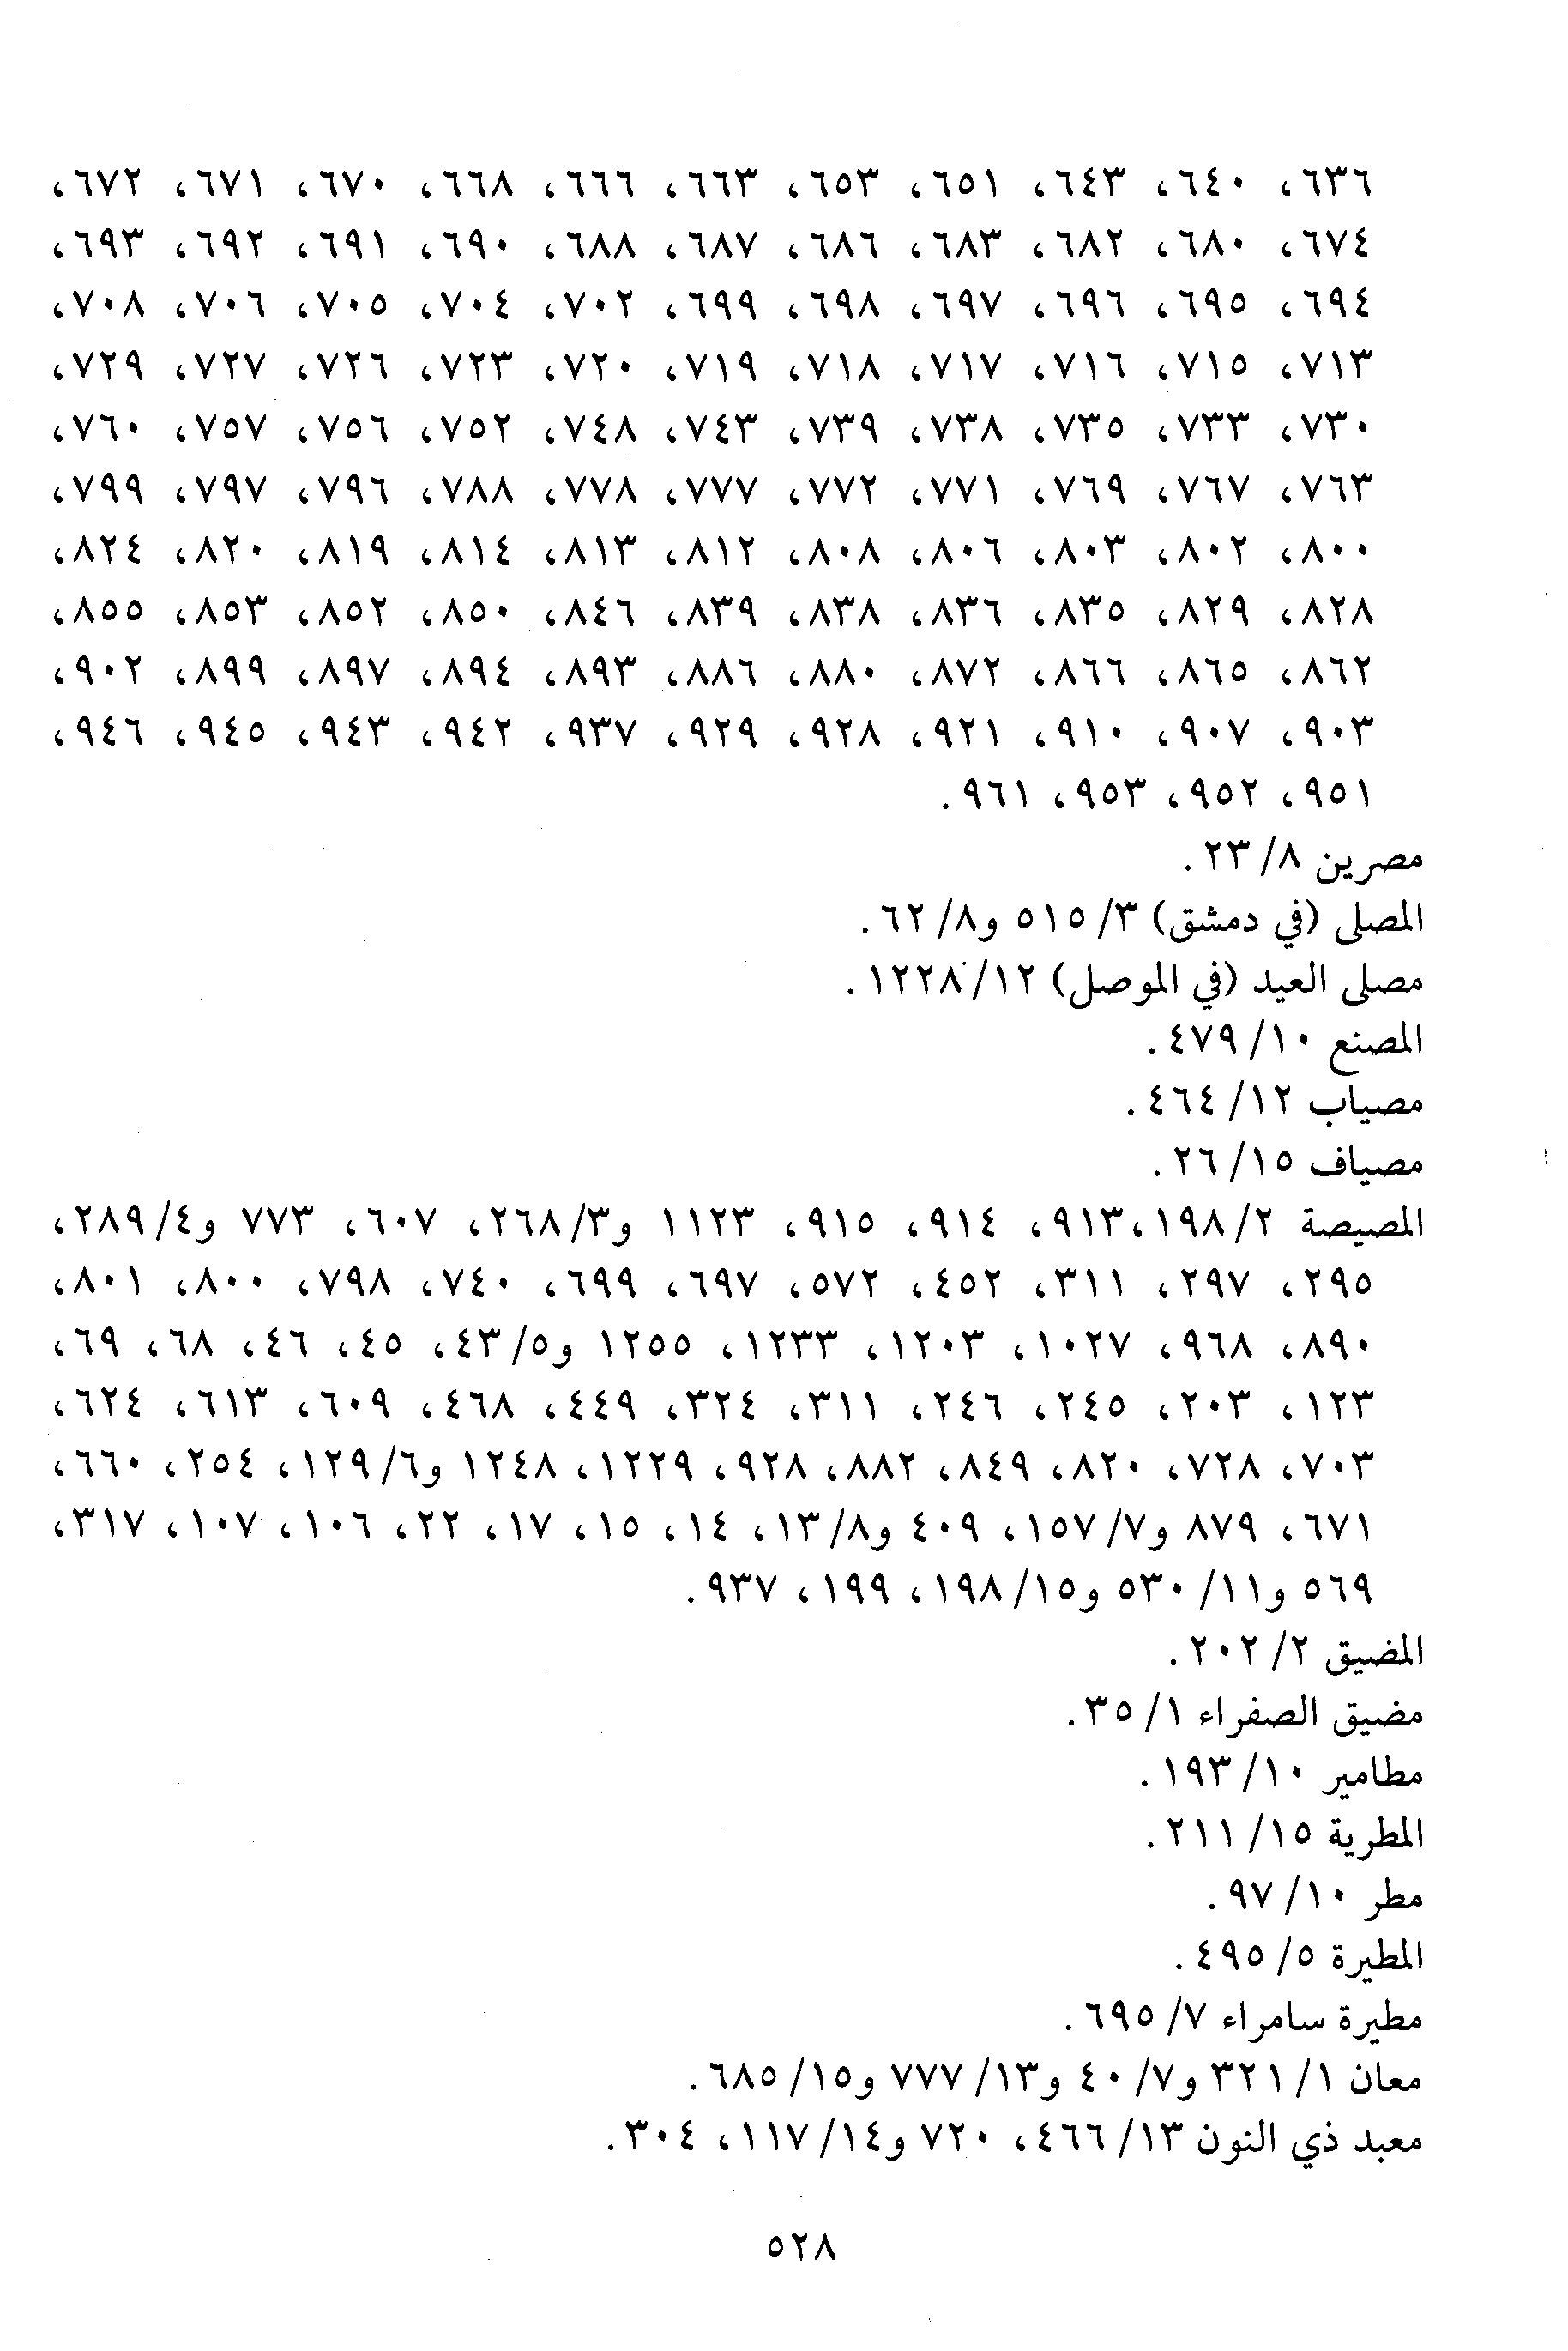 ٦٣٦، ٦٤٠، ٦٤٣، ٦٥١، ٦٥٣، ٦٦٣، ٦٦٦، ٦٦٨، ٦٧٠، ٦٧١، ٦٧٢،
٦٧٤، ٦٨٠، ٦٨٢، ٦٨٣، ٦٨٦، ٦٨٧، ٦٨٨، ٦٩٠، ٦٩١، ٦٩٢، ٦٩٣،
٦٩٤، ٦٩٥، ٦٩٦، ٦٩٧، ٦٩٨، ٦٩٩، ٧٠٢، ٧٠٤، ٧٠٥، ٧٠٦، ٧٠٨،
٧١٣، ٧١٥، ٧١٦، ٧١٧، ٧١٨، ٧١٩، ٧٢٠، ٧٢٣، ٧٢٦، ٧٢٧، ٧٢٩،
٧٣٠، ٧٣٣، ٧٣٥، ٧٣٨، ٧٣٩، ٧٤٣، ٧٤٨، ٧٥٢، ٧٥٦، ٧٥٧، ٧٦٠،
٧٦٣، ٧٦٧، ٧٦٩، ٧٧١، ٧٧٢، ٧٧٧، ٧٧٨، ٧٨٨، ٧٩٦، ٧٩٧، ٧٩٩،
٨٠٠، ٨٠٢، ٨٠٣، ٨٠٦، ٨٠٨، ٨١٢، ٨١٣، ٨١٤، ٨١٩، ٨٢٠، ٨٢٤،
٨٢٨، ٨٢٩، ٨٣٥، ٨٣٦، ٨٣٨، ٨٣٩، ٨٤٦، ٨٥٠، ٨٥٢، ٨٥٣، ٨٥٥،
٨٦٢، ٨٦٥، ٨٦٦، ٨٧٢، ٨٨٠، ٨٨٦، ٨٩٣، ٨٩٤، ٨٩٧، ٨٩٩، ٩٠٢،
٩٠٣، ٩٠٧، ٩١٠، ٩٢١، ٩٢٨، ٩٢٩، ٩٣٧، ٩٤٢، ٩٤٣، ٩٤٥، ٩٤٦،
٩٥١، ٩٥٢، ٩٥٣، ٩٦١.
مصرين ٨/ ٢٣.
المصلى (في دمشق) ٣/ ٥١٥ و٨/ ٦٢.
مصلى العيد (في الموصل) ١٢/ ١٢٢٨.
المصنع ١٠/ ٤٧٩.
مصياب ١٢/ ٤٦٤.
مصياف ١٥/ ٢٦.
المصيصة ٢/ ١٩٨، ٩١٣، ٩١٤، ٩١٥، ١١٢٣ و٣/ ٢٦٨، ٦٠٧، ٧٧٣ و٤/ ٢٨٩،
٢٩٥، ٢٩٧، ٣١١، ٤٥٢، ٥٧٢، ٦٩٧، ٦٩٩، ٧٤٠، ٧٩٨، ٨٠٠، ٨٠١،
٨٩٠، ٩٦٨، ١٠٢٧، ١٢٠٣، ١٢٣٣، ١٢٥٥ و٥/ ٤٣، ٤٥، ٤٦، ٦٨، ٦٩،
١٢٣، ٢٠٣، ٢٤٥، ٢٤٦، ٣١١، ٣٢٤، ٤٤٩، ٤٦٨، ٦٠٩، ٦١٣، ٦٢٤،
٧٠٣، ٧٢٨، ٨٢٠، ٨٤٩، ٨٨٢، ٩٢٨، ١٢٢٩، ١٢٤٨ و٦/ ١٢٩، ٢٥٤، ٦٦٠،
٦٧١، ٨٧٩ و٧/ ١٥٧، ٤٠٩ و٨/ ١٣، ١٤، ١٥، ١٧، ٢٢، ١٠٦، ١٠٧، ٣١٧،
٥٦٩ و١١/ ٥٣٠ و١٥/ ١٩٨، ١٩٩، ٩٣٧.
المضيق ٢/ ٢٠٢.
مضيق الصفراء ١/ ٣٥.
مطامير ١٠/ ١٩٣.
المطرية ١٥/ ٢١١.
مطر ١٠/ ٩٧.
المطيرة ٥/ ٤٩٥.
مطيرة سامراء ٧/ ٦٩٥.
معان ١/ ٣٢١ و٧/ ٤٠ و١٣/ ٧٧٧ و١٥/ ٦٨٥.
معبد ذي النون ١٣/ ٤٦٦، ٧٢٠ و١٤/ ١١٧، ٣٠٤.
٥٢٨